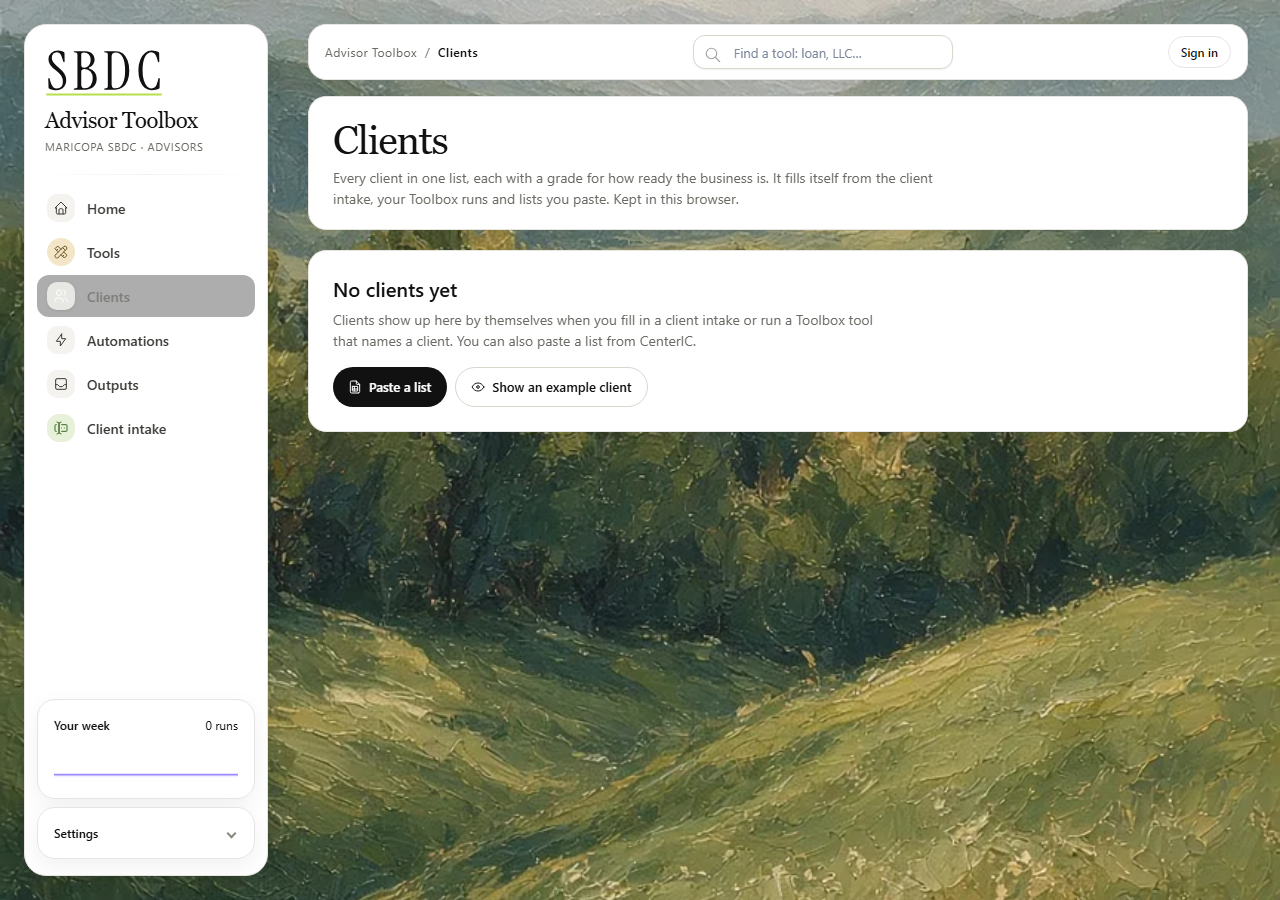 SBDC
Advisor Toolbox
MARICOPA SBDC · ADVISORS
Home
Tools
Clients
Automations
Outputs
Client intake
Your week 0 runs
Settings
Advisor Toolbox / Clients
Find a tool: loan, LLC...
Sign in
Clients
Every client in one list, each with a grade for how ready the business is. It fills itself from the client
intake, your Toolbox runs and lists you paste. Kept in this browser.
No clients yet
Clients show up here by themselves when you fill in a client intake or run a Toolbox tool
that names a client. You can also paste a list from CenterIC.
Paste a list
Show an example client